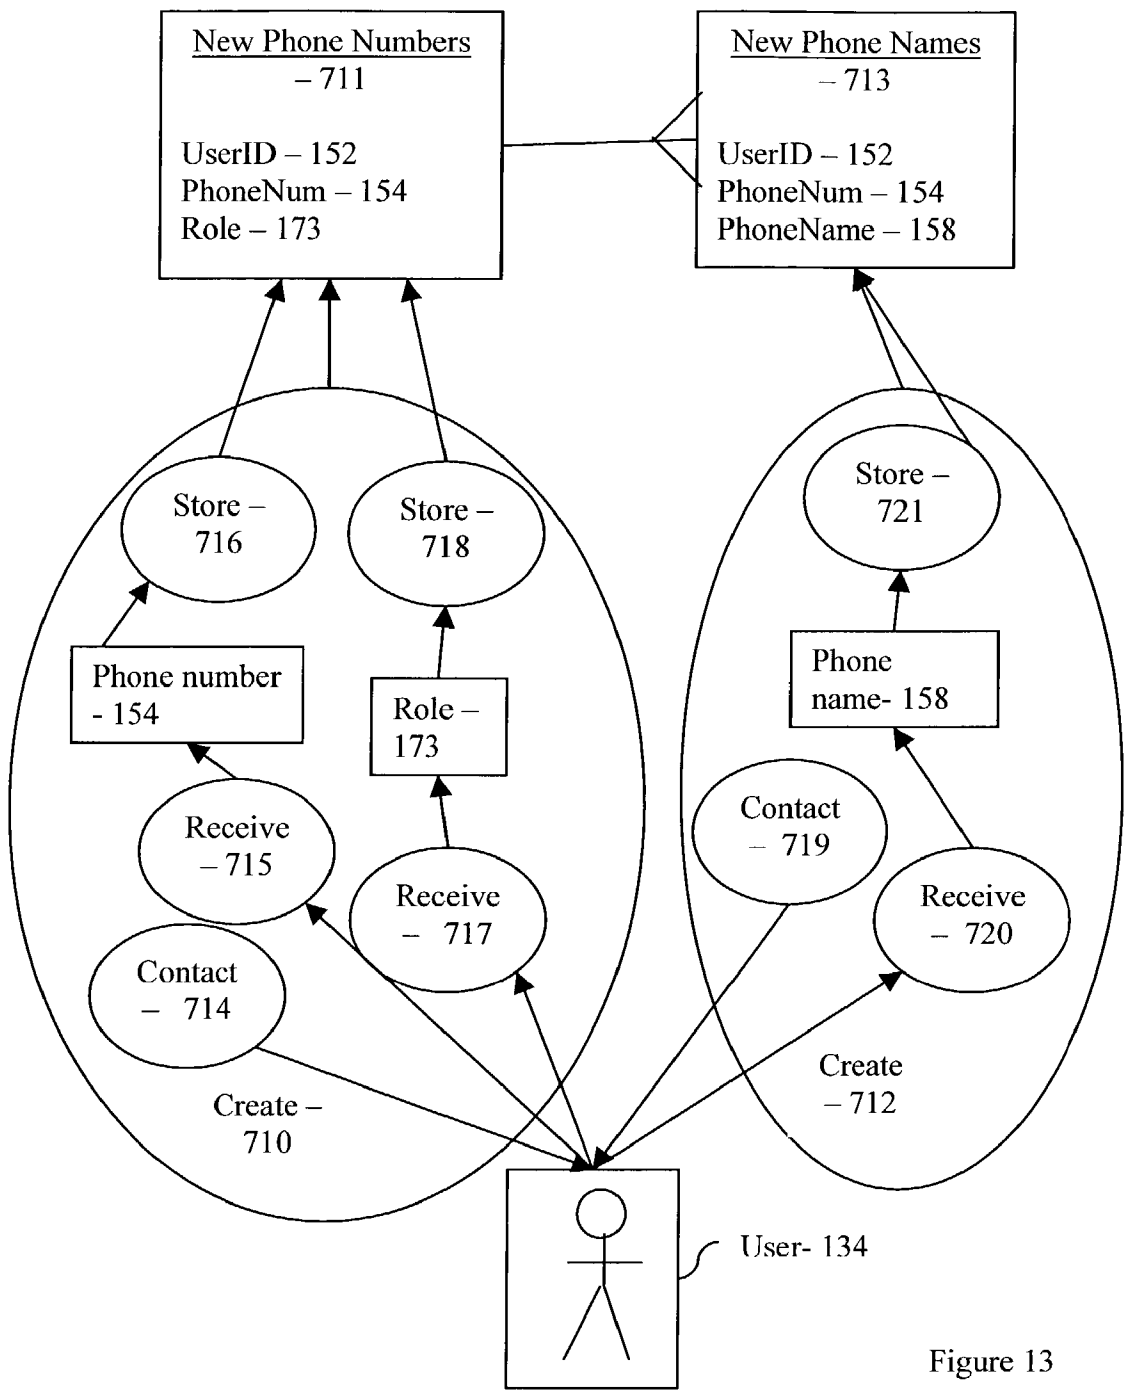 New Phone Numbers
– 711
UserID – 152
PhoneNum – 154
Role – 173
New Phone Names
– 713
UserID – 152
PhoneNum – 154
PhoneName – 158
Store –
716
Store –
718
Phone number
- 154
Role –
173
Receive
– 715
Receive
– 717
Contact
– 714
Create –
710
Store –
721
Phone
name- 158
Contact
– 719
Receive
– 720
Create
– 712
User- 134
Figure 13